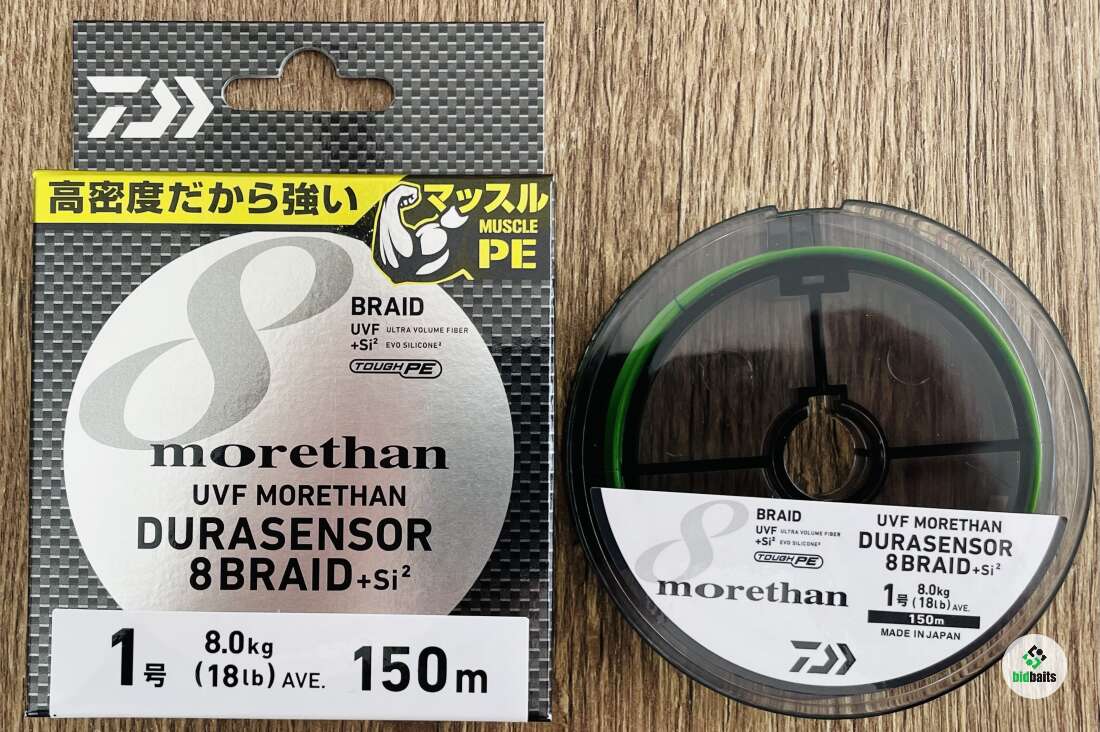 高密度だから強い
マッスル
MUSCLE
PE
8
BRAID
UVF ULTRA VOLUME FIBER
+Si² EVO SILICONE²
TOUGH PE
morethan
UVF MORETHAN
DURASENSOR
8BRAID+Si²
1号 8.0kg (18lb) AVE. 150m
8
BRAID
UVF ULTRA VOLUME FIBER
+Si² EVO SILICONE²
TOUGH PE
morethan
UVF MORETHAN
DURASENSOR
8BRAID+Si²
1号 8.0kg (18lb) AVE.
150m
MADE IN JAPAN
bidbaits